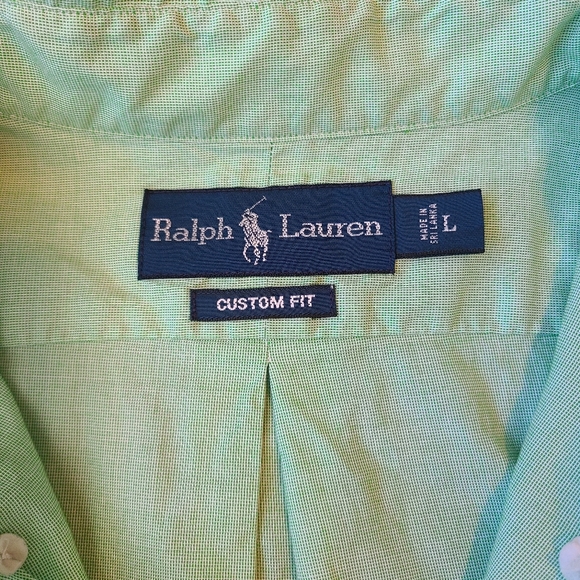 Ralph Lauren
MADE IN
SRI LANKA
L
CUSTOM FIT